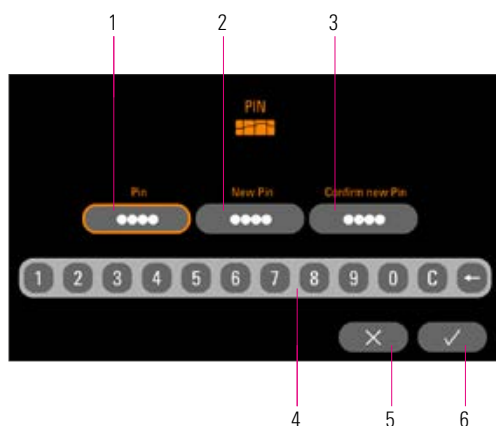 1 2 3
PIN
Pin New Pin Confirm new Pin
1 2 3 4 5 6 7 8 9 0 C ←
4 5 6